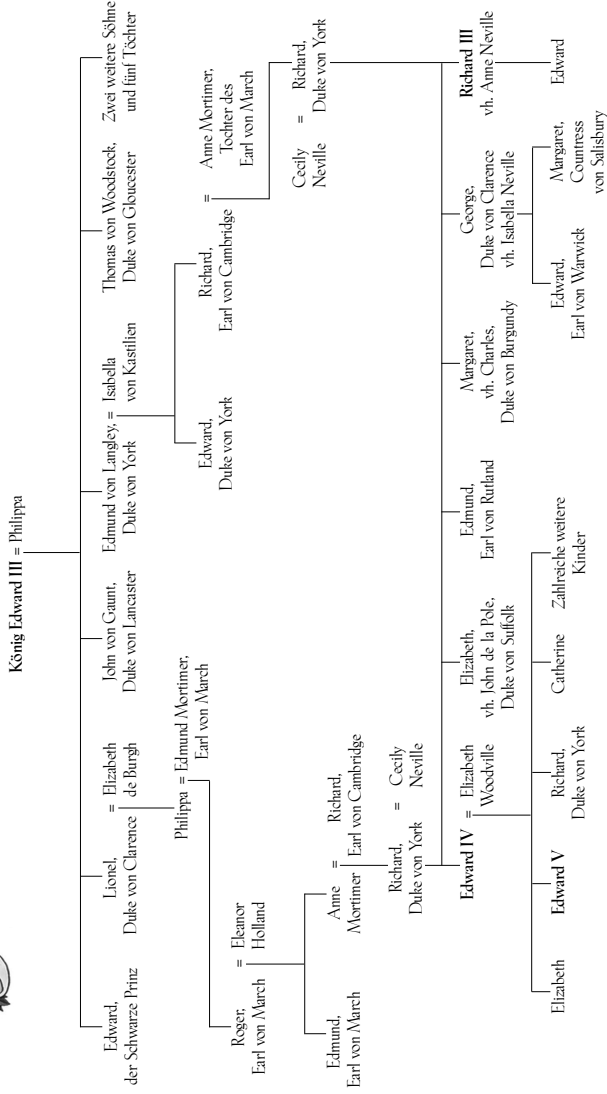 König Edward III = Philippa
Edward,
der Schwarze Prinz
Lionel,
Duke von Clarence
= Elizabeth
de Burgh
John von Gaunt,
Duke von Lancaster
Edmund von Langley,
Duke von York
= Isabella
von Kastilien
Thomas von Woodstock,
Duke von Gloucester
Zwei weitere Söhne
und fünf Töchter
Philippa = Edmund Mortimer,
Earl von March
Edward,
Duke von York
Richard,
Earl von Cambridge
= Anne Mortimer,
Tochter des
Earl von March
Roger,
Earl von March
= Eleanor
Holland
Cecily
Neville
= Richard,
Duke von York
Edmund,
Earl von March
Anne
Mortimer
= Richard,
Earl von Cambridge
Richard,
Duke von York
= Cecily
Neville
Edward IV = Elizabeth
Woodville
Elizabeth,
vh. John de la Pole,
Duke von Suffolk
Edmund,
Earl von Rutland
Margaret,
vh. Charles,
Duke von Burgundy
George,
Duke von Clarence
vh. Isabella Neville
Richard III
vh. Anne Neville
Elizabeth
Edward V
Richard,
Duke von York
Catherine
Zahlreiche weitere
Kinder
Edward,
Earl von Warwick
Margaret,
Countress
von Salisbury
Edward